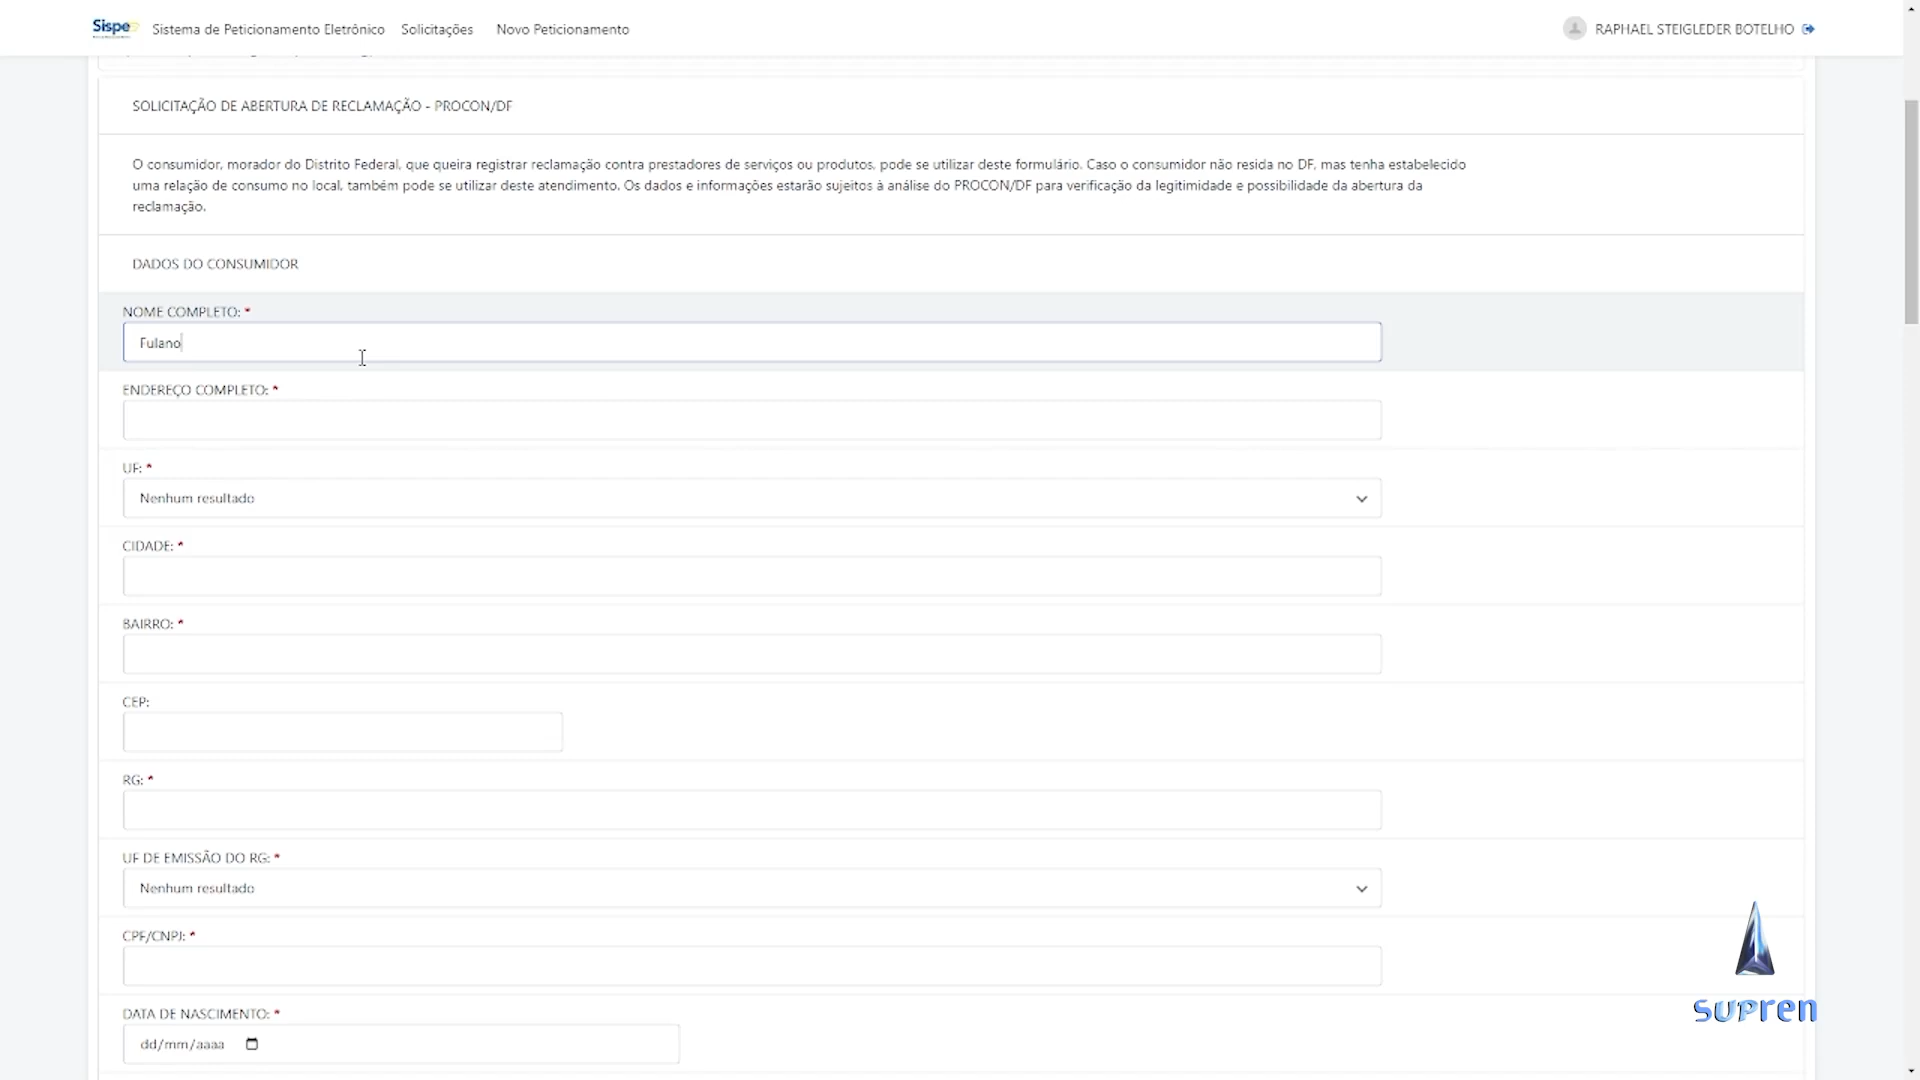 Sispe
Sistema de Peticionamento Eletrônico
Solicitações
Novo Peticionamento
RAPHAEL STEIGLEDER BOTELHO
SOLICITAÇÃO DE ABERTURA DE RECLAMAÇÃO - PROCON/DF
O consumidor, morador do Distrito Federal, que queira registrar reclamação contra prestadores de serviços ou produtos, pode se utilizar deste formulário. Caso o consumidor não resida no DF, mas tenha estabelecido
uma relação de consumo no local, também pode se utilizar deste atendimento. Os dados e informações estarão sujeitos à análise do PROCON/DF para verificação da legitimidade e possibilidade da abertura da
reclamação.
DADOS DO CONSUMIDOR
NOME COMPLETO: *
Fulano
ENDEREÇO COMPLETO: *
UF: *
Nenhum resultado
CIDADE: *
BAIRRO: *
CEP:
RG: *
UF DE EMISSÃO DO RG: *
Nenhum resultado
CPF/CNPJ: *
DATA DE NASCIMENTO: *
dd/mm/aaaa
supren